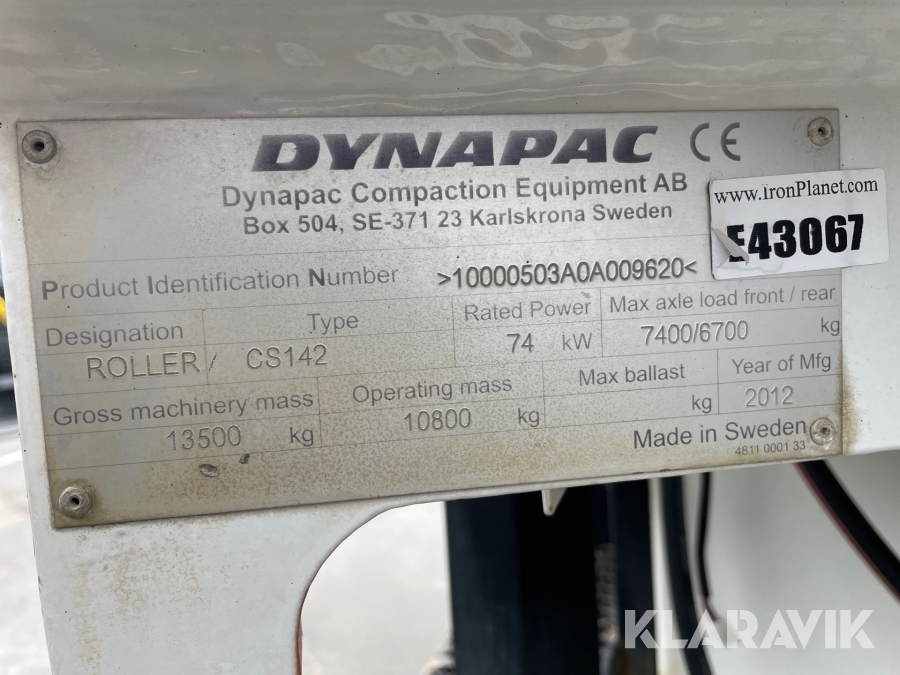 DYNAPAC CE
Dynapac Compaction Equipment AB
Box 504, SE-371 23 Karlskrona Sweden
www.IronPlanet.com
E43067
Product Identification Number >10000503A0A009620<
Designation Type Rated Power Max axle load front / rear
ROLLER / CS142 74 kW 7400/6700 kg
Gross machinery mass Operating mass Max ballast Year of Mfg
13500 kg 10800 kg kg 2012
Made in Sweden
4811 0001 33
KLARAVIK